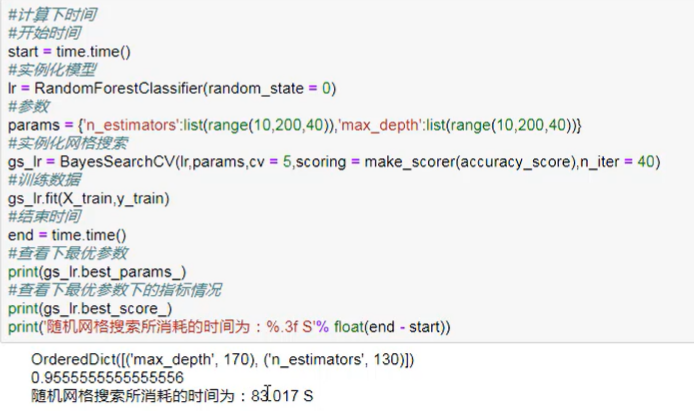 #计算下时间
#开始时间
start = time.time()
#实例化模型
lr = RandomForestClassifier(random_state = 0)
#参数
params = {'n_estimators':list(range(10,200,40)),'max_depth':list(range(10,200,40))}
#实例化网格搜索
gs_lr = BayesSearchCV(lr,params,cv = 5,scoring = make_scorer(accuracy_score),n_iter = 40)
#训练数据
gs_lr.fit(X_train,y_train)
#结束时间
end = time.time()
#查看下最优参数
print(gs_lr.best_params_)
#查看下最优参数下的指标情况
print(gs_lr.best_score_)
print('随机网格搜索所消耗的时间为：%.3f S'% float(end - start))
OrderedDict([('max_depth', 170), ('n_estimators', 130)])
0.9555555555555556
随机网格搜索所消耗的时间为：83.017 S